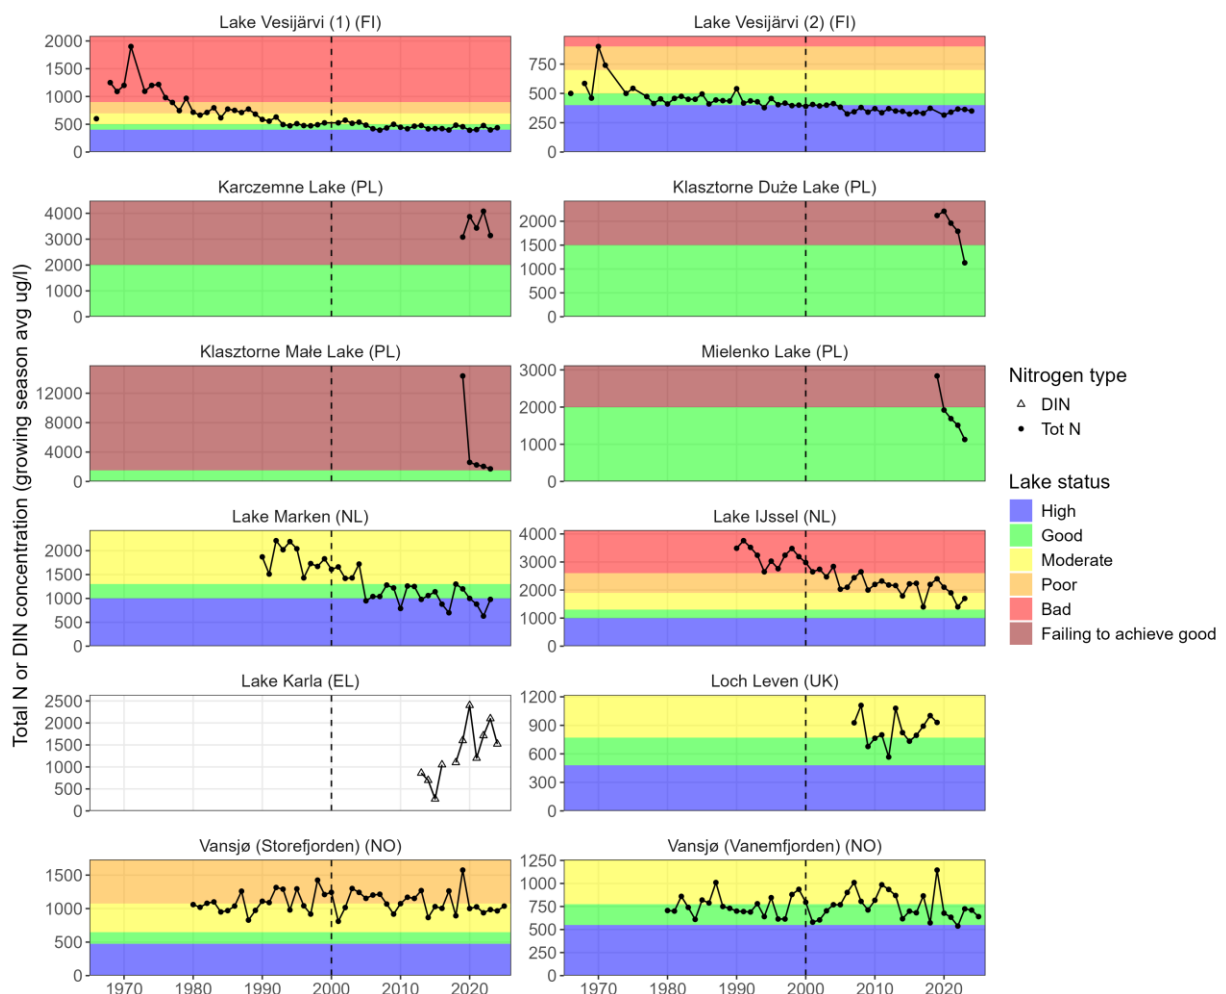 Lake Vesijärvi (1) (FI)
Lake Vesijärvi (2) (FI)
2000
1500
1000
500
0
750
500
250
0
Karczemne Lake (PL)
Klasztorne Duże Lake (PL)
4000
3000
2000
1000
0
2000
1500
1000
500
0
Klasztorne Małe Lake (PL)
Mielenko Lake (PL)
12000
8000
4000
0
3000
2000
1000
0
Lake Marken (NL)
Lake IJssel (NL)
2000
1500
1000
500
0
4000
3000
2000
1000
0
Lake Karla (EL)
Loch Leven (UK)
2500
2000
1500
1000
500
0
1200
900
600
300
0
Vansjø (Storefjorden) (NO)
Vansjø (Vanemfjorden) (NO)
1500
1000
500
0
1250
1000
750
500
250
0
1970 1980 1990 2000 2010 2020
1970 1980 1990 2000 2010 2020
Total N or DIN concentration (growing season avg ug/l)
Nitrogen type
DIN
Tot N
Lake status
High
Good
Moderate
Poor
Bad
Failing to achieve good